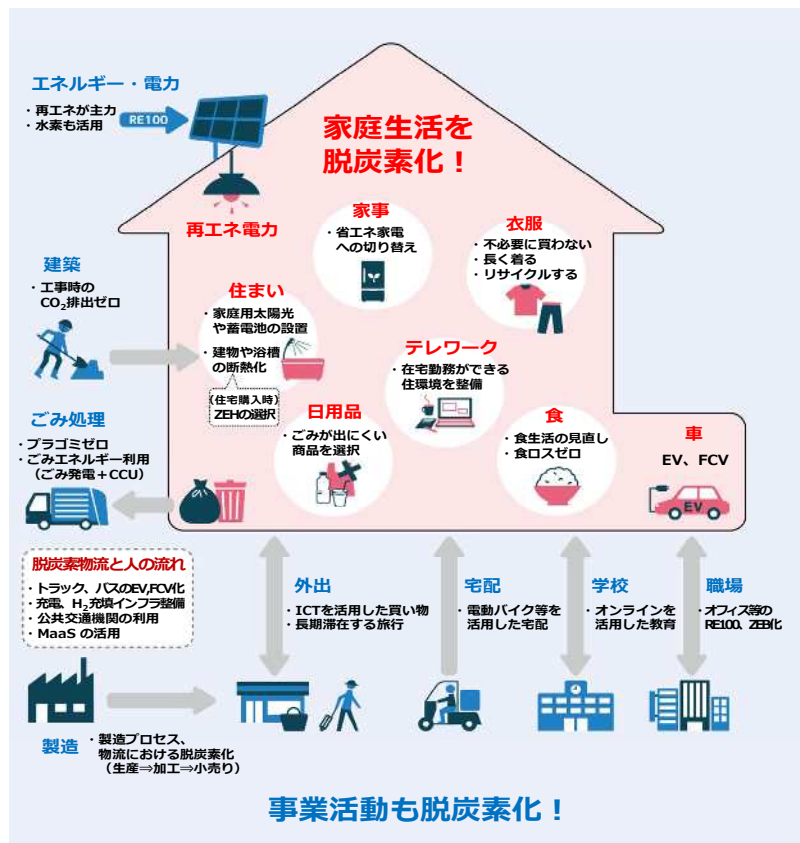 エネルギー・電力
・再エネが主力
・水素も活用
RE100
家庭生活を
脱炭素化！
再エネ電力
家事
・省エネ家電
への切り替え
衣服
・不必要に買わない
・長く着る
・リサイクルする
建築
・工事時の
CO₂排出ゼロ
住まい
・家庭用太陽光
や蓄電池の設置
・建物や浴槽
の断熱化
（住宅購入時）
ZEHの選択
テレワーク
・在宅勤務ができる
住環境を整備
ごみ処理
・プラゴミゼロ
・ごみエネルギー利用
（ごみ発電＋CCU）
日用品
・ごみが出にくい
商品を選択
食
・食生活の見直し
・食ロスゼロ
車
EV、FCV
EV
脱炭素物流と人の流れ
・トラック、バスのEV,FCV化
・充電、H₂充填インフラ整備
・公共交通機関の利用
・MaaS の活用
外出
・ICTを活用した買い物
・長期滞在する旅行
宅配
・電動バイク等を
活用した宅配
学校
・オンラインを
活用した教育
職場
・オフィス等の
RE100、ZEB化
製造
・製造プロセス、
物流における脱炭素化
（生産⇒加工⇒小売り）
事業活動も脱炭素化！